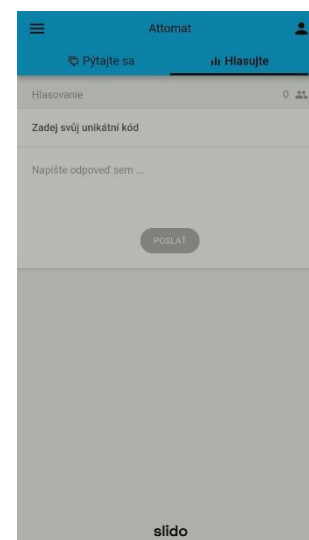 Attomat
Pýtajte sa
Hlasujte
Hlasovanie 0
Zadej svůj unikátní kód
Napíšte odpoveď sem ...
POSLAŤ
slido